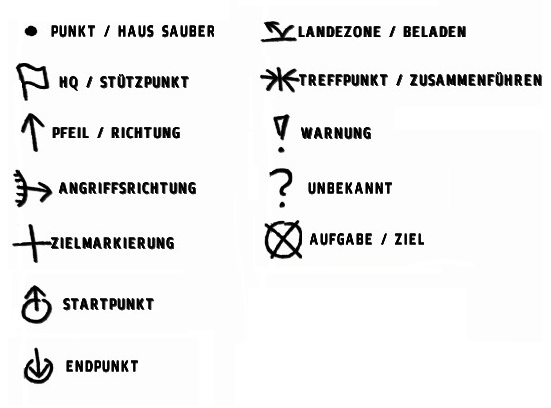 PUNKT / HAUS SAUBER
HQ / STÜTZPUNKT
PFEIL / RICHTUNG
ANGRIFFSRICHTUNG
ZIELMARKIERUNG
STARTPUNKT
ENDPUNKT
LANDEZONE / BELADEN
TREFFPUNKT / ZUSAMMENFÜHREN
! WARNUNG
? UNBEKANNT
AUFGABE / ZIEL